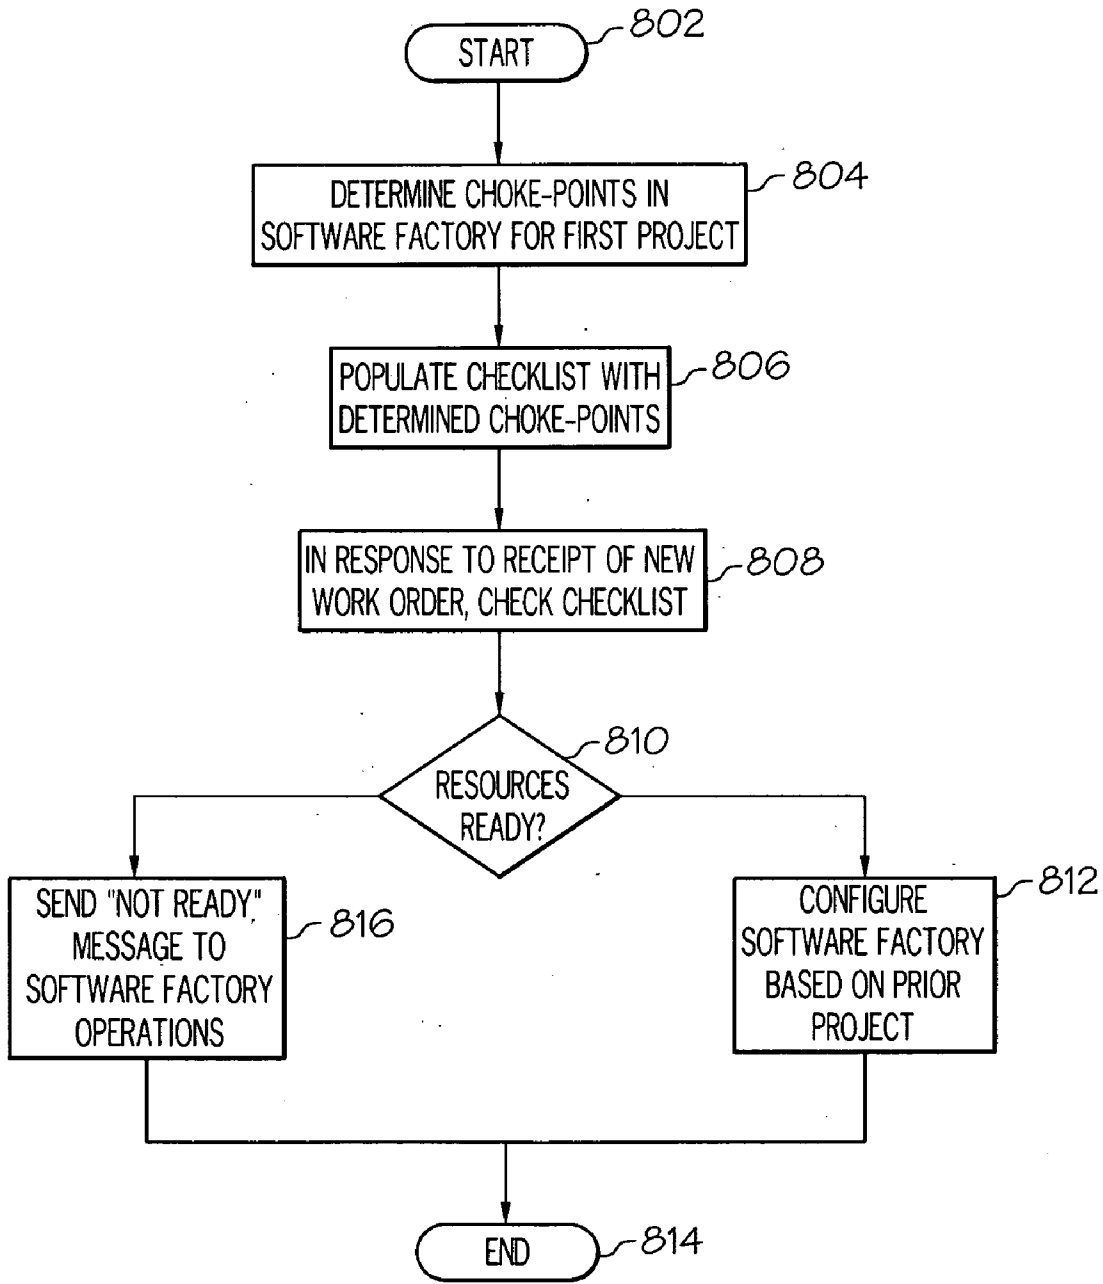 START
802
DETERMINE CHOKE-POINTS IN
SOFTWARE FACTORY FOR FIRST PROJECT
804
POPULATE CHECKLIST WITH
DETERMINED CHOKE-POINTS
806
IN RESPONSE TO RECEIPT OF NEW
WORK ORDER, CHECK CHECKLIST
808
RESOURCES
READY?
810
SEND "NOT READY,"
MESSAGE TO
SOFTWARE FACTORY
OPERATIONS
816
CONFIGURE
SOFTWARE FACTORY
BASED ON PRIOR
PROJECT
812
END
814